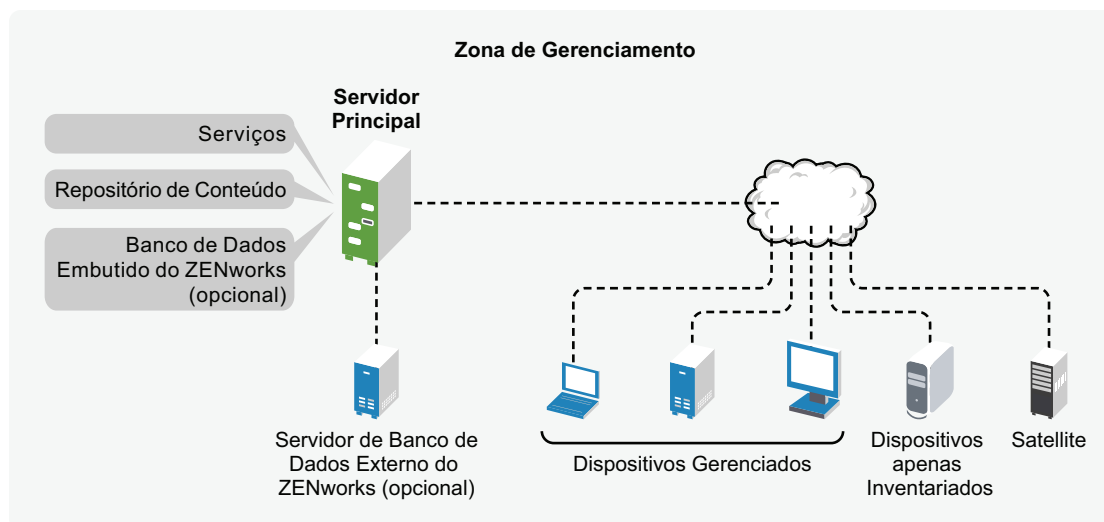 Zona de Gerenciamento
Servidor
Principal
Serviços
Repositório de Conteúdo
Banco de Dados
Embutido do ZENworks
(opcional)
Servidor de Banco de
Dados Externo do
ZENworks (opcional)
Dispositivos Gerenciados
Dispositivos
apenas
Inventariados
Satellite